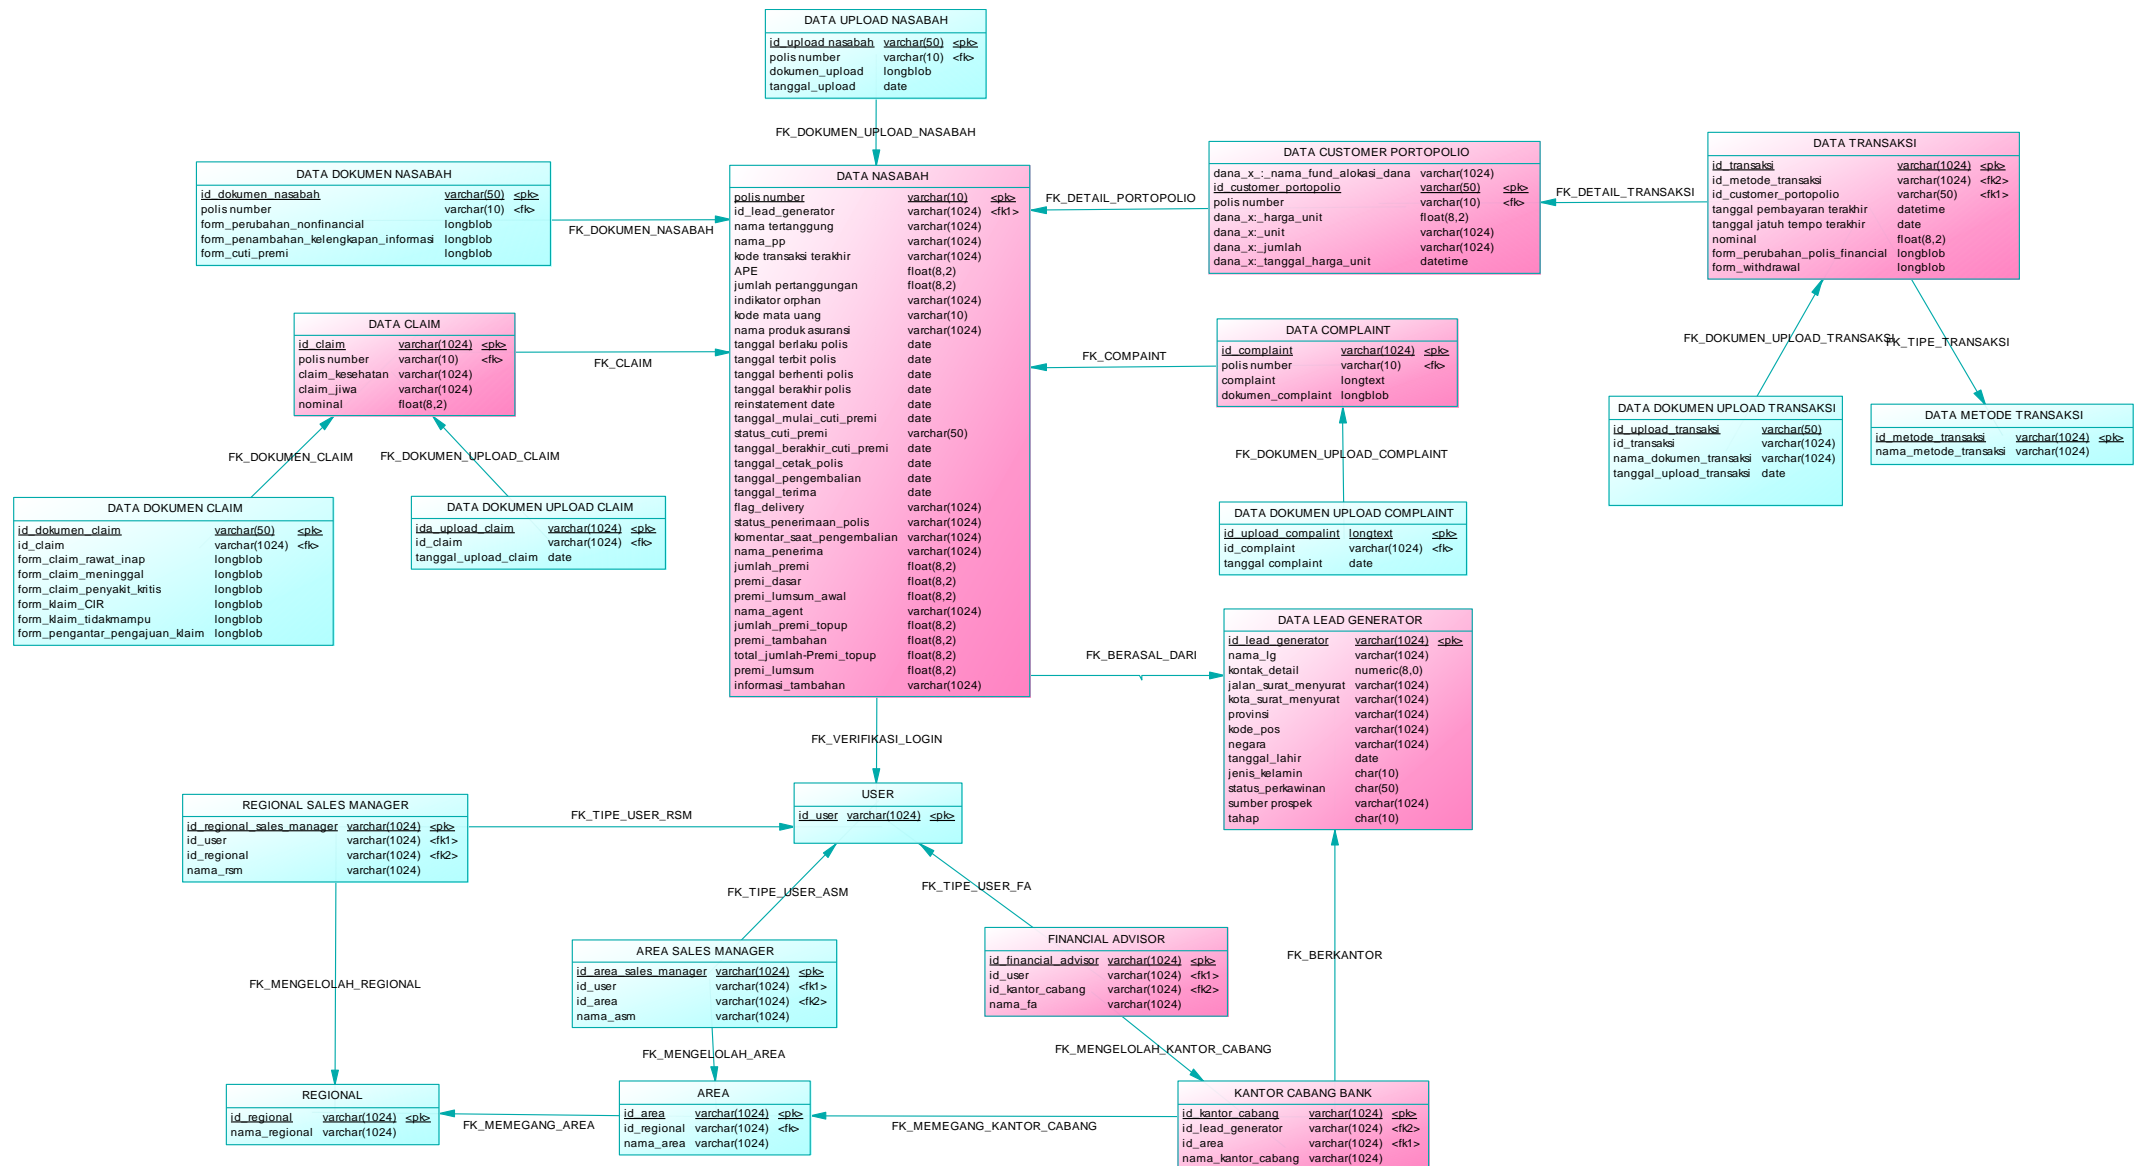 DATA UPLOAD NASABAH
id_upload nasabah varchar(50) <pk>
polis number varchar(10) <fk>
dokumen_upload longblob
tanggal_upload date
FK_DOKUMEN_UPLOAD_NASABAH
DATA DOKUMEN NASABAH
id_dokumen_nasabah varchar(50) <pk>
polis number varchar(10) <fk>
form_perubahan_nonfinancial longblob
form_penambahan_kelengkapan_informasi longblob
form_cuti_premi longblob
FK_DOKUMEN_NASABAH
DATA NASABAH
polis number varchar(10) <pk>
id_lead_generator varchar(1024) <fk1>
nama tertanggung varchar(1024)
nama_pp varchar(1024)
kode transaksi terakhir varchar(1024)
APE float(8,2)
jumlah pertanggungan float(8,2)
indikator orphan varchar(1024)
kode mata uang varchar(10)
nama produk asuransi varchar(1024)
tanggal berlaku polis date
tanggal terbit polis date
tanggal berhenti polis date
tanggal berakhir polis date
reinstatement date date
tanggal_mulai_cuti_premi date
status_cuti_premi varchar(50)
tanggal_berakhir_cuti_premi date
tanggal_cetak_polis date
tanggal_pengembalian date
tanggal_terima date
flag_delivery varchar(1024)
status_penerimaan_polis varchar(1024)
komentar_saat_pengembalian varchar(1024)
nama_penerima varchar(1024)
jumlah_premi float(8,2)
premi_dasar float(8,2)
premi_lumsum_awal float(8,2)
nama_agent varchar(1024)
jumlah_premi_topup float(8,2)
premi_tambahan float(8,2)
total_jumlah-Premi_topup float(8,2)
premi_lumsum float(8,2)
informasi_tambahan varchar(1024)
DATA CUSTOMER PORTOPOLIO
dana_x_:_nama_fund_alokasi_dana varchar(1024)
id_customer_portopolio varchar(50) <pk>
polis number varchar(10) <fk>
dana_x:_harga_unit float(8,2)
dana_x:_unit varchar(1024)
dana_x:_jumlah varchar(1024)
dana_x:_tanggal_harga_unit datetime
FK_DETAIL_PORTOPOLIO
DATA TRANSAKSI
id_transaksi varchar(1024) <pk>
id_metode_transaksi varchar(1024) <fk2>
id_customer_portopolio varchar(50) <fk1>
tanggal pembayaran terakhir datetime
tanggal jatuh tempo terakhir date
nominal float(8,2)
form_perubahan_polis_financial longblob
form_withdrawal longblob
FK_DETAIL_TRANSAKSI
DATA CLAIM
id_claim varchar(1024) <pk>
polis number varchar(10) <fk>
claim_kesehatan varchar(1024)
claim_jiwa varchar(1024)
nominal float(8,2)
FK_CLAIM
DATA COMPLAINT
id_complaint varchar(1024) <pk>
polis number varchar(10) <fk>
complaint longtext
dokumen_complaint longblob
FK_COMPAINT
FK_DOKUMEN_UPLOAD_TRANSAKSI
FK_TIPE_TRANSAKSI
DATA DOKUMEN UPLOAD TRANSAKSI
id_upload_transaksi varchar(50)
id_transaksi varchar(1024)
nama_dokumen_transaksi varchar(1024)
tanggal_upload_transaksi date
DATA METODE TRANSAKSI
id_metode_transaksi varchar(1024) <pk>
nama_metode_transaksi varchar(1024)
FK_DOKUMEN_CLAIM
FK_DOKUMEN_UPLOAD_CLAIM
FK_DOKUMEN_UPLOAD_COMPLAINT
DATA DOKUMEN CLAIM
id_dokumen_claim varchar(50) <pk>
id_claim varchar(1024) <fk>
form_claim_rawat_inap longblob
form_claim_meninggal longblob
form_claim_penyakit_kritis longblob
form_klaim_CIR longblob
form_klaim_tidakmampu longblob
form_pengantar_pengajuan_klaim longblob
DATA DOKUMEN UPLOAD CLAIM
ida_upload_claim varchar(1024) <pk>
id_claim varchar(1024) <fk>
tanggal_upload_claim date
DATA DOKUMEN UPLOAD COMPLAINT
id_upload_compalint longtext <pk>
id_complaint varchar(1024) <fk>
tanggal complaint date
DATA LEAD GENERATOR
id_lead_generator varchar(1024) <pk>
nama_lg varchar(1024)
kontak_detail numeric(8,0)
jalan_surat_menyurat varchar(1024)
kota_surat_menyurat varchar(1024)
provinsi varchar(1024)
kode_pos varchar(1024)
negara varchar(1024)
tanggal_lahir date
jenis_kelamin char(10)
status_perkawinan char(50)
sumber prospek varchar(1024)
tahap char(10)
FK_BERASAL_DARI
FK_VERIFIKASI_LOGIN
REGIONAL SALES MANAGER
id_regional_sales_manager varchar(1024) <pk>
id_user varchar(1024) <fk1>
id_regional varchar(1024) <fk2>
nama_rsm varchar(1024)
FK_TIPE_USER_RSM
USER
id_user varchar(1024) <pk>
FK_TIPE_USER_ASM
FK_TIPE_USER_FA
AREA SALES MANAGER
id_area_sales_manager varchar(1024) <pk>
id_user varchar(1024) <fk1>
id_area varchar(1024) <fk2>
nama_asm varchar(1024)
FINANCIAL ADVISOR
id_financial_advisor varchar(1024) <pk>
id_user varchar(1024) <fk1>
id_kantor_cabang varchar(1024) <fk2>
nama_fa varchar(1024)
FK_BERKANTOR
FK_MENGELOLAH_REGIONAL
FK_MENGELOLAH_AREA
FK_MENGELOLAH_KANTOR_CABANG
REGIONAL
id_regional varchar(1024) <pk>
nama_regional varchar(1024)
FK_MEMEGANG_AREA
AREA
id_area varchar(1024) <pk>
id_regional varchar(1024) <fk>
nama_area varchar(1024)
FK_MEMEGANG_KANTOR_CABANG
KANTOR CABANG BANK
id_kantor_cabang varchar(1024) <pk>
id_lead_generator varchar(1024) <fk2>
id_area varchar(1024) <fk1>
nama_kantor_cabang varchar(1024)